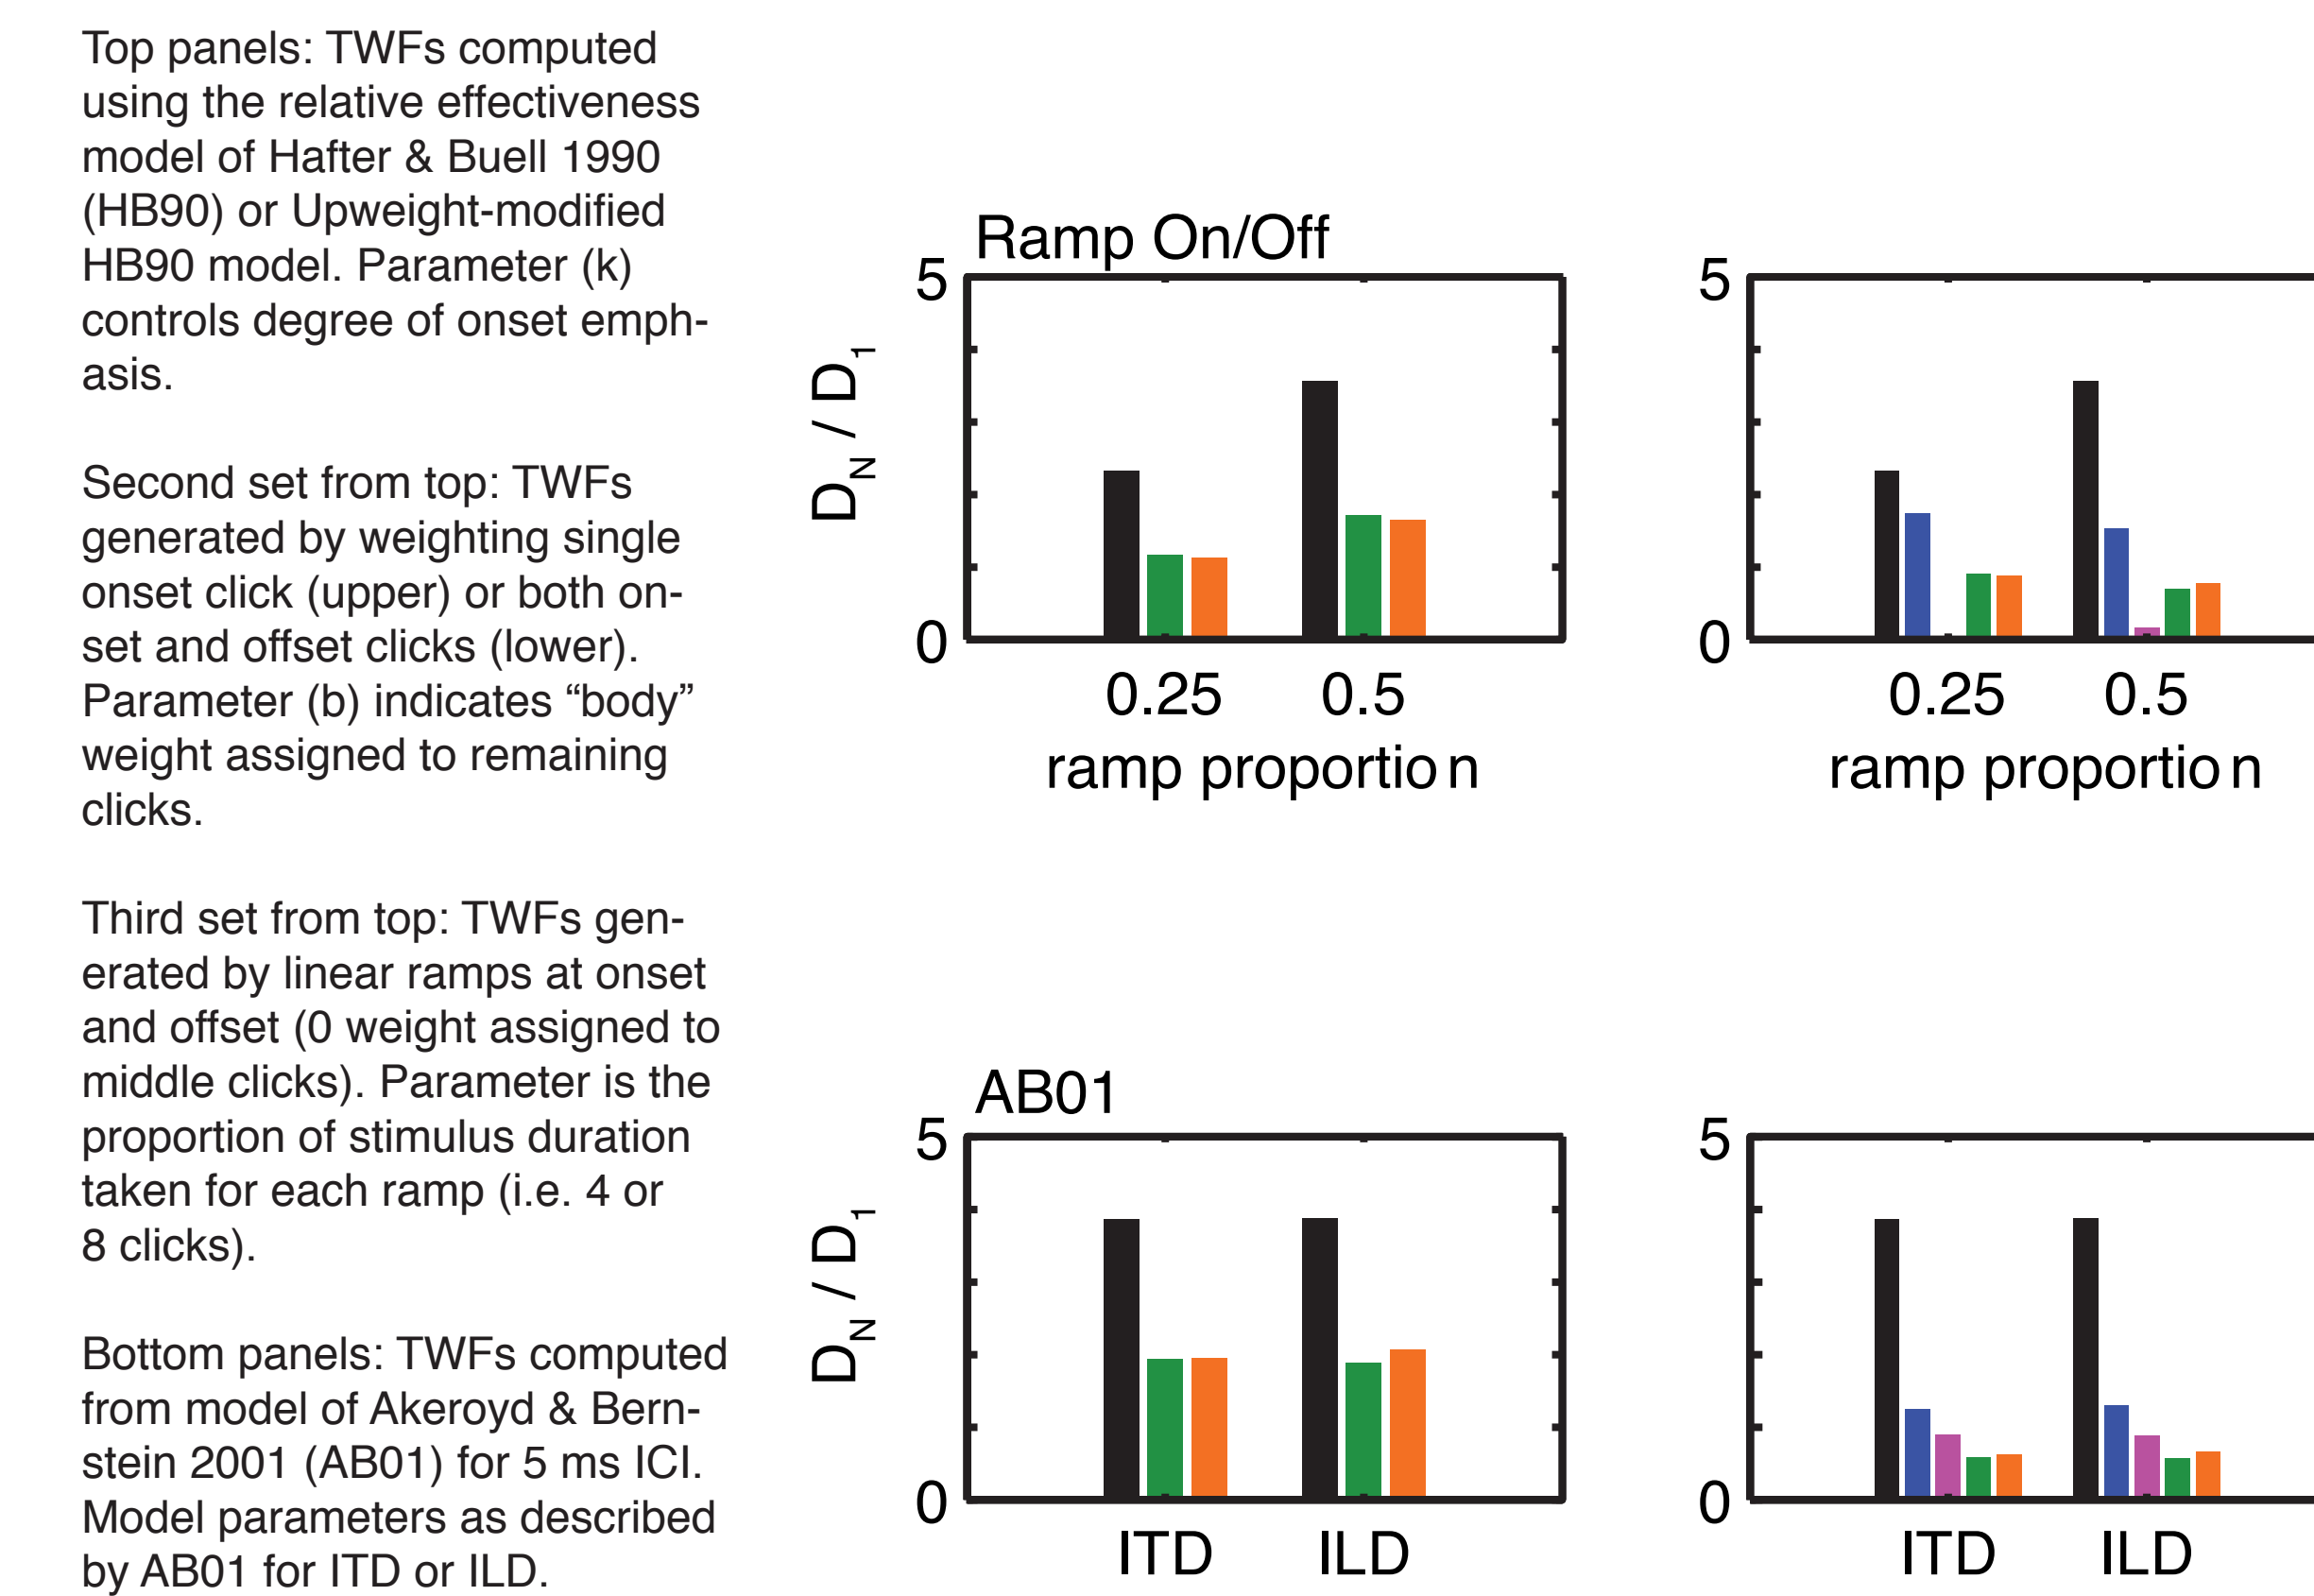 Top panels: TWFs computed
using the relative effectiveness
model of Hafter & Buell 1990
(HB90) or Upweight-modified
HB90 model. Parameter (k)
controls degree of onset emph-
asis.
Second set from top: TWFs
generated by weighting single
onset click (upper) or both on-
set and offset clicks (lower).
Parameter (b) indicates “body”
weight assigned to remaining
clicks.
Third set from top: TWFs gen-
erated by linear ramps at onset
and offset (0 weight assigned to
middle clicks). Parameter is the
proportion of stimulus duration
taken for each ramp (i.e. 4 or
8 clicks).
Bottom panels: TWFs computed
from model of Akeroyd & Bern-
stein 2001 (AB01) for 5 ms ICI.
Model parameters as described
by AB01 for ITD or ILD.
Ramp On/Off
5
DN / D1
0
0.25 0.5
ramp proportion
5
0
0.25 0.5
ramp proportion
AB01
5
DN / D1
0
ITD ILD
5
0
ITD ILD